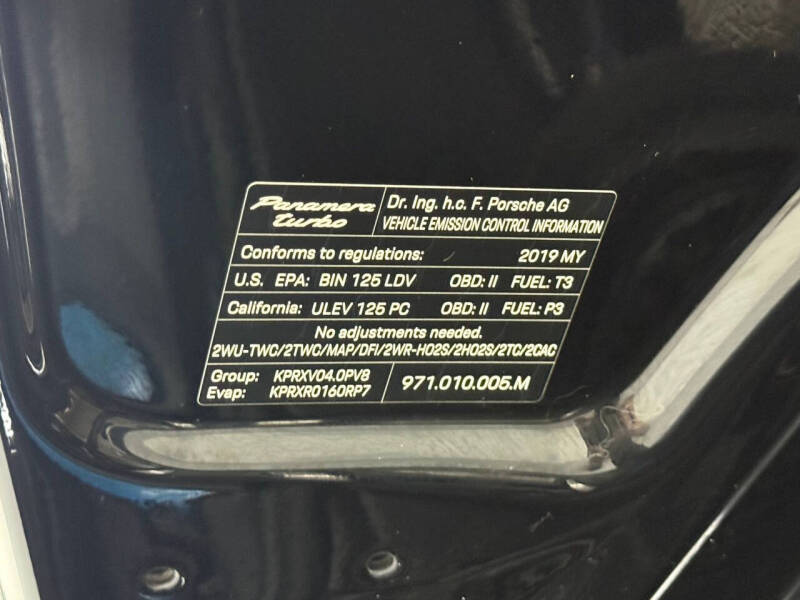 Panamera turbo
Dr. Ing. h.c. F. Porsche AG
VEHICLE EMISSION CONTROL INFORMATION
Conforms to regulations: 2019 MY
U.S. EPA: BIN 125 LDV OBD: II FUEL: T3
California: ULEV 125 PC OBD: II FUEL: P3
No adjustments needed.
2WU-TWC/2TWC/MAP/DFI/2WR-HO2S/2HO2S/2TC/2CAC
Group: KPRXV04.0PV8
Evap: KPRXR0160RP7
971.010.005.M